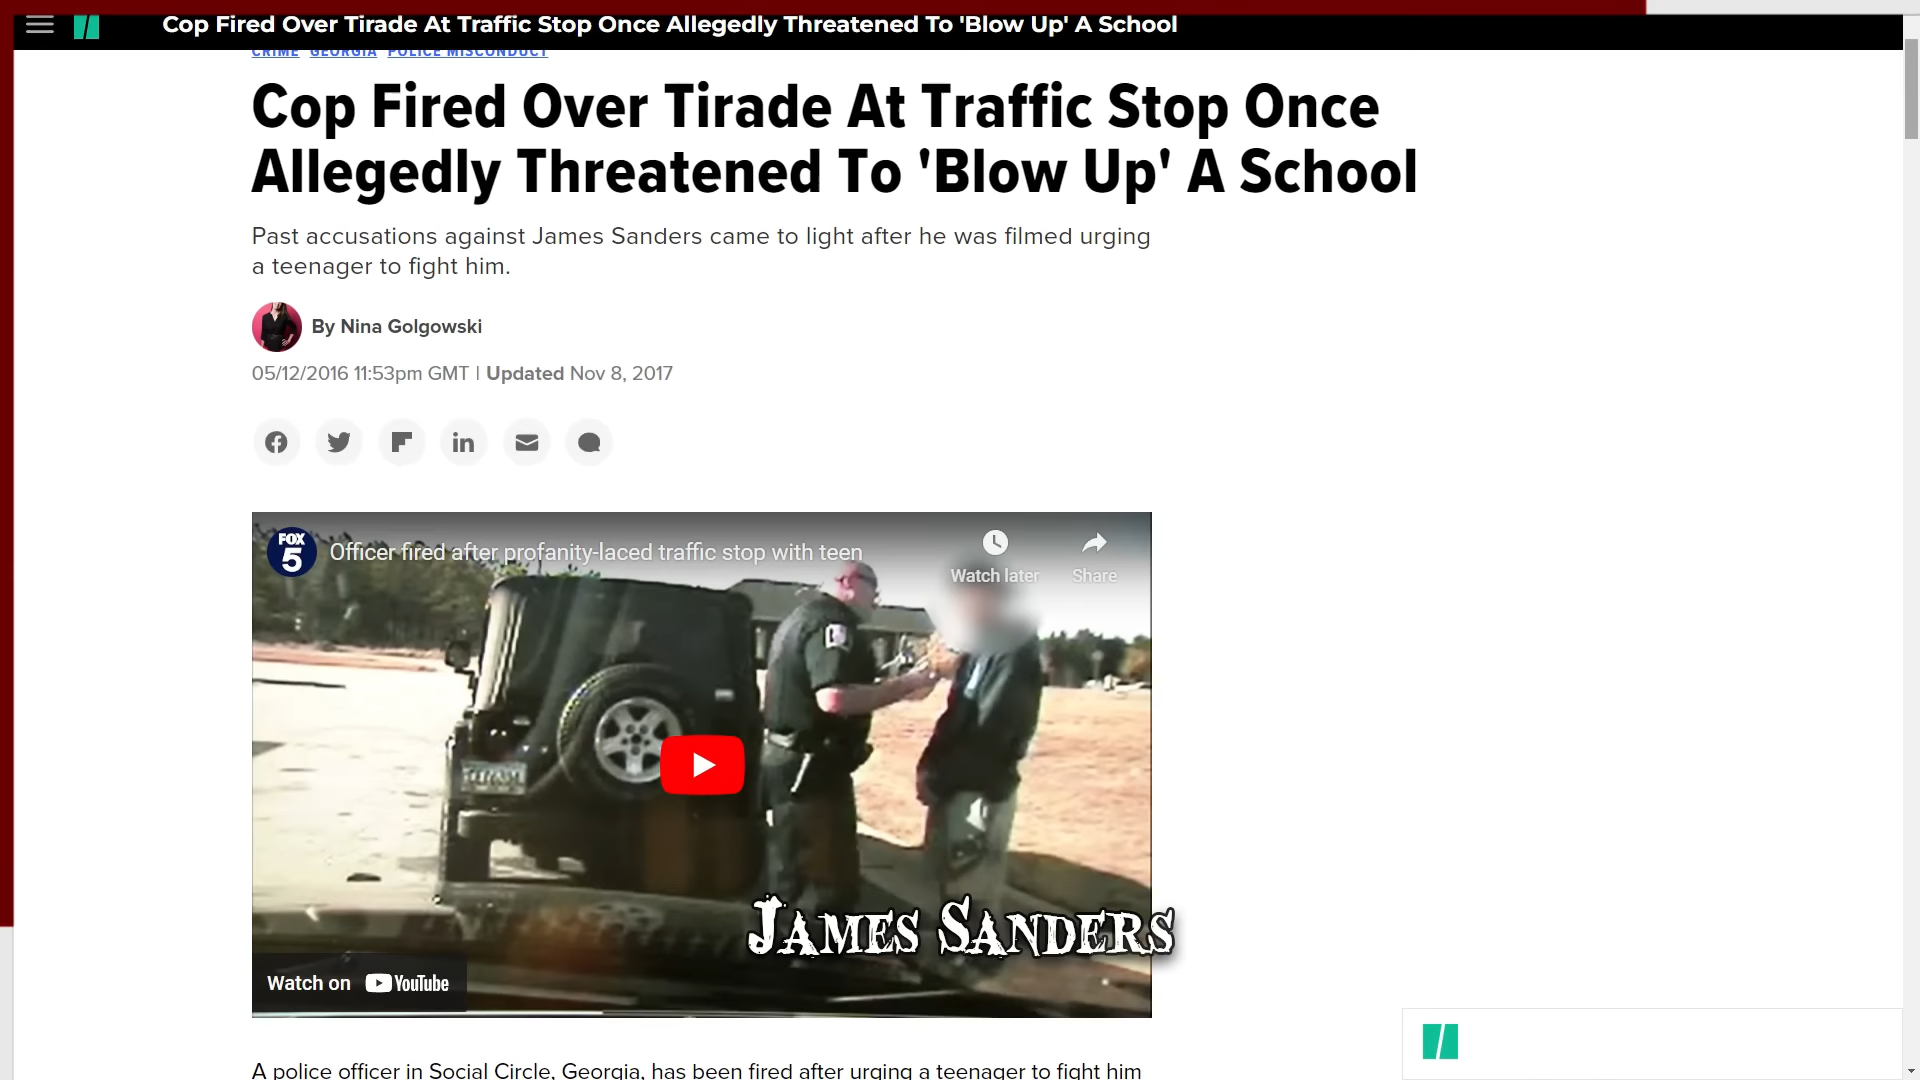 Cop Fired Over Tirade At Traffic Stop Once Allegedly Threatened To 'Blow Up' A School
CRIME GEORGIA POLICE MISCONDUCT
Cop Fired Over Tirade At Traffic Stop Once
Allegedly Threatened To 'Blow Up' A School
Past accusations against James Sanders came to light after he was filmed urging
a teenager to fight him.
By Nina Golgowski
05/12/2016 11:53pm GMT | Updated Nov 8, 2017
FOX
5
Officer fired after profanity-laced traffic stop with teen
Watch later
Share
JAMES SANDERS
Watch on YouTube
A police officer in Social Circle, Georgia, has been fired after urging a teenager to fight him